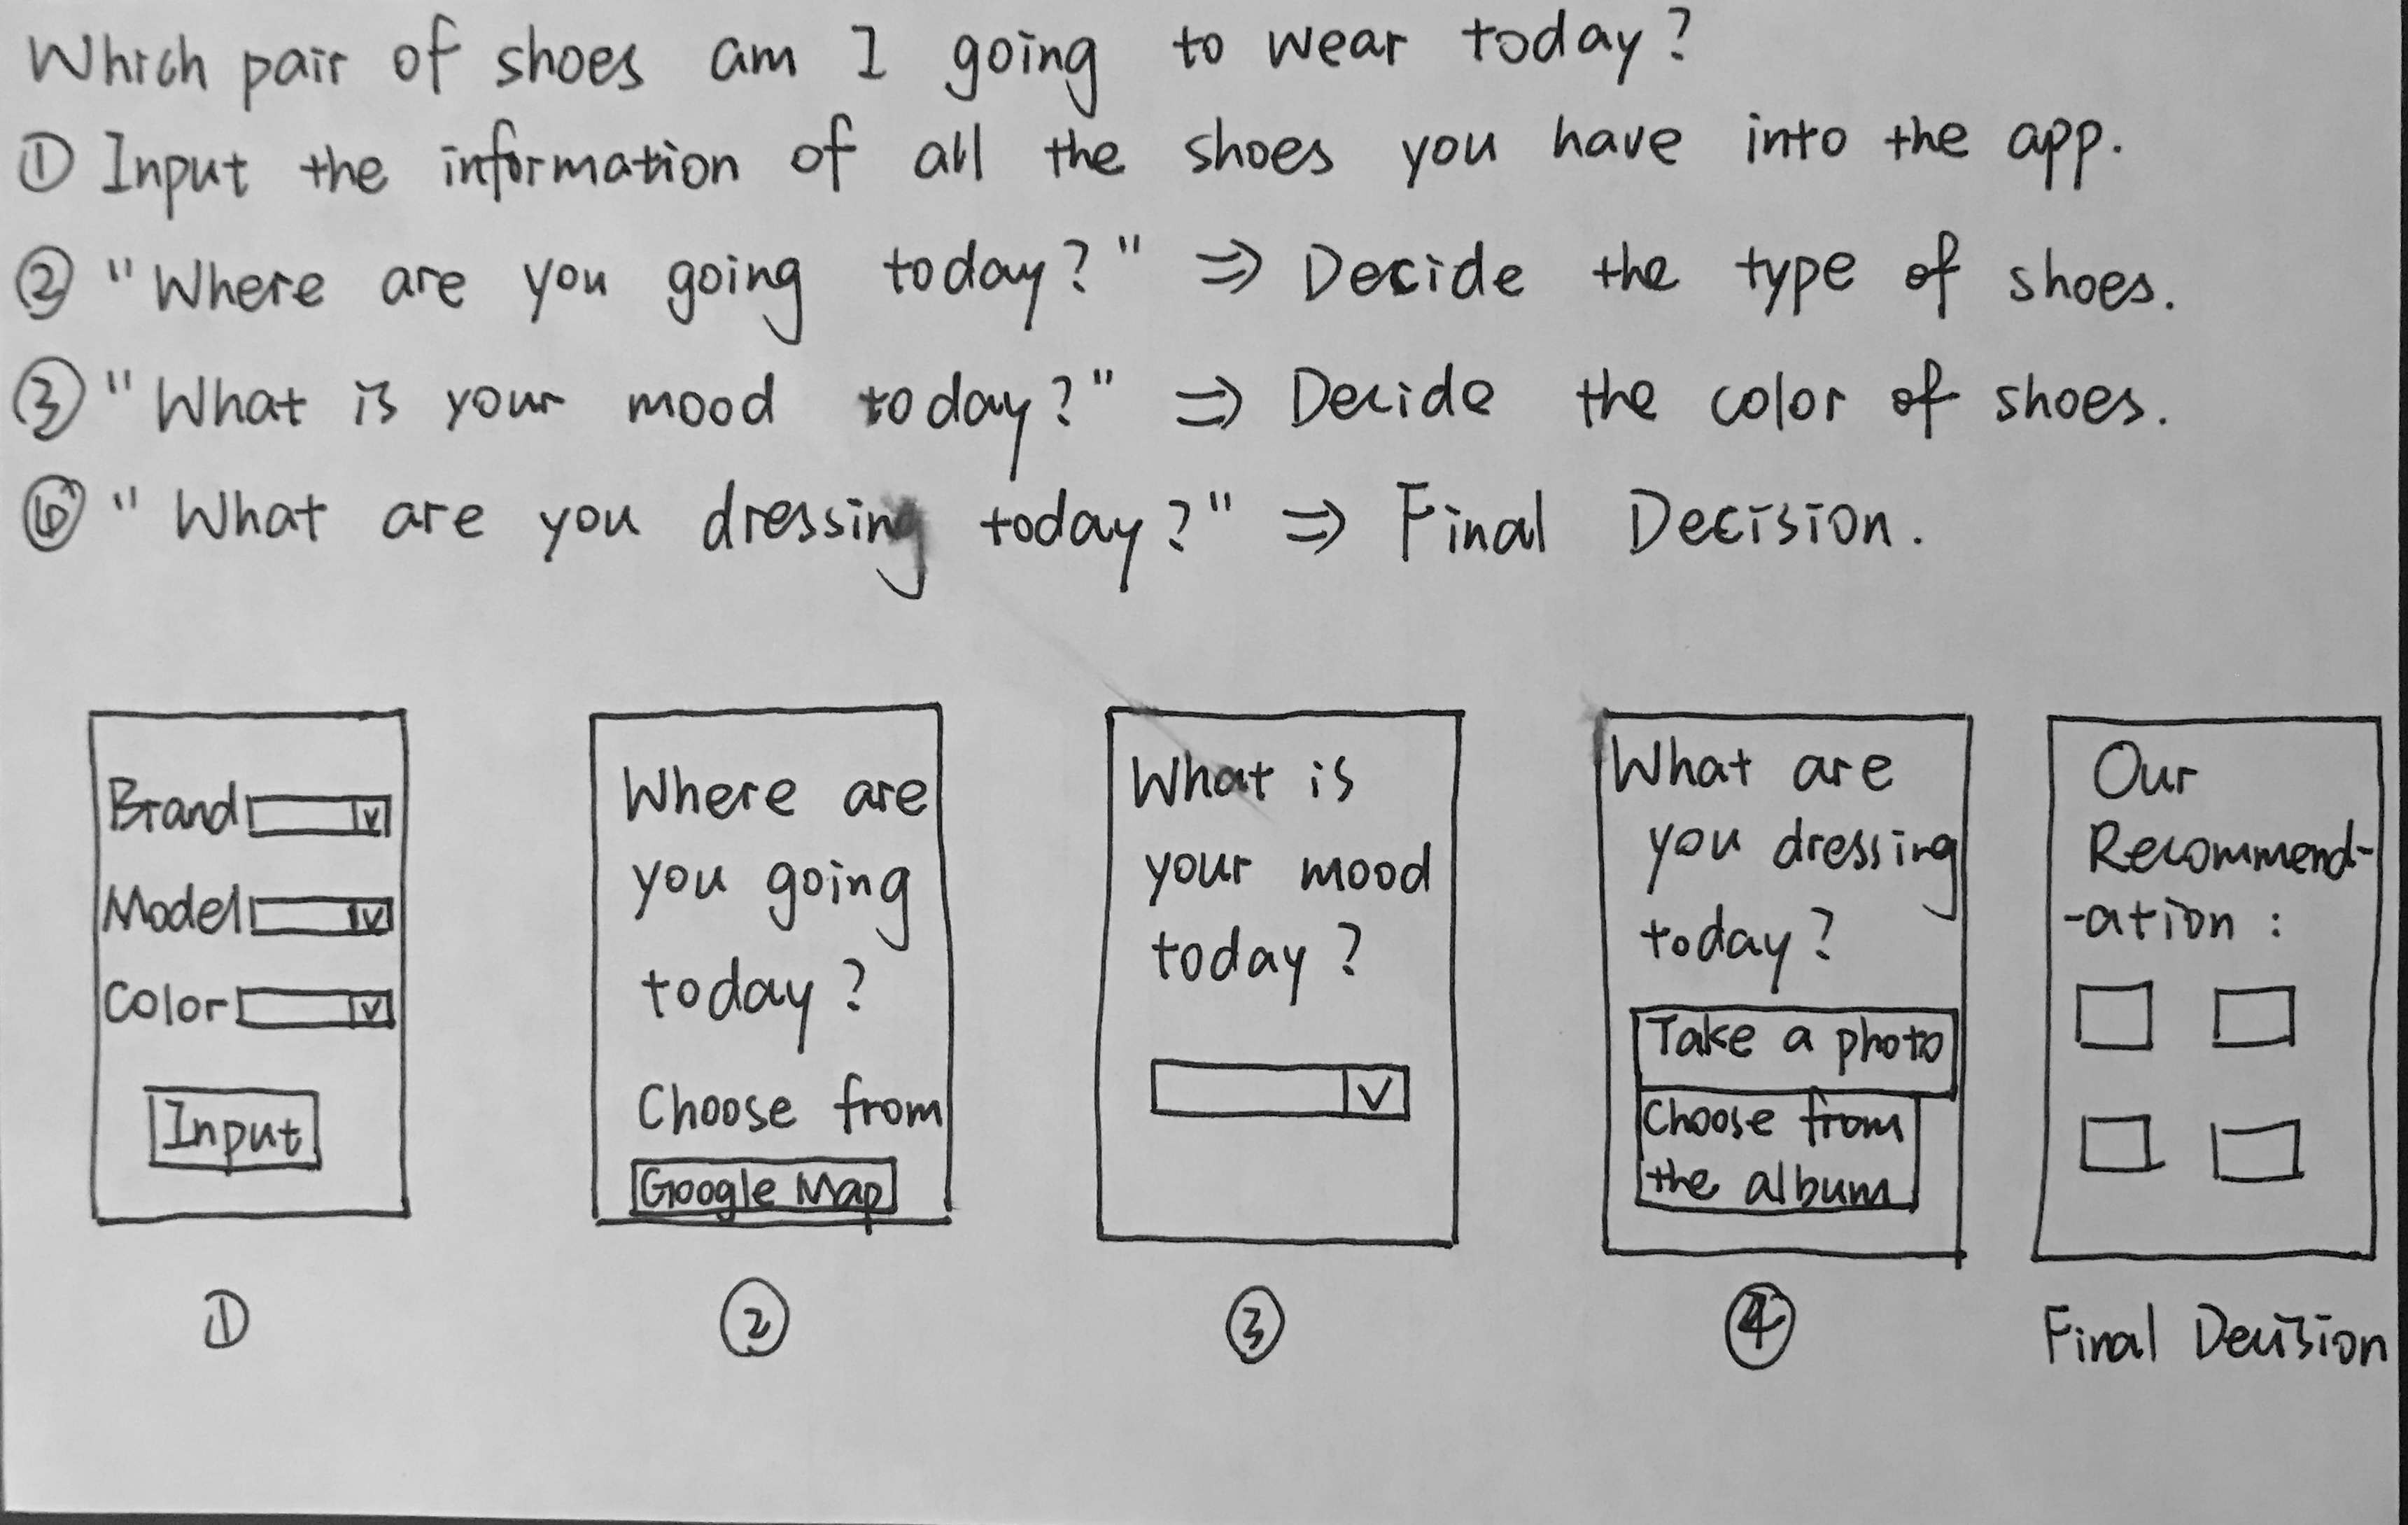 Which pair of shoes am I going to wear today?
① Input the information of all the shoes you have into the app.
② "Where are you going today?" ⇒ Decide the type of shoes.
③ "What is your mood today?" ⇒ Decide the color of shoes.
"What are you dressing today?" ⇒ Final Decision.
Brand
Model
Color
Input
①
Where are
you going
today?
Choose from
Google Map
②
What is
your mood
today?
③
What are
you dressing
today?
Take a photo
Choose from
the album
④
Our
Recommend-
-ation :
Final Decision